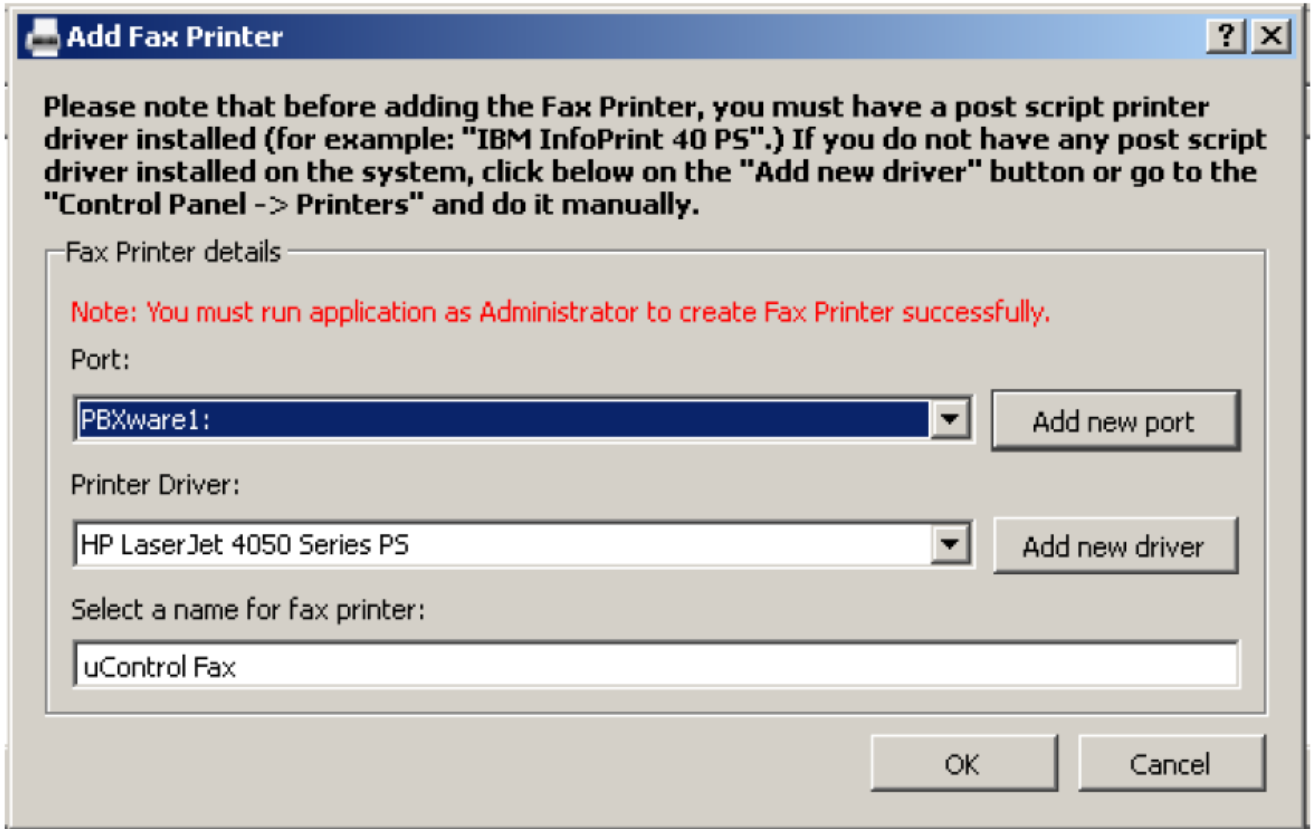 Add Fax Printer
Please note that before adding the Fax Printer, you must have a post script printer
driver installed (for example: "IBM InfoPrint 40 PS".) If you do not have any post script
driver installed on the system, click below on the "Add new driver" button or go to the
"Control Panel -> Printers" and do it manually.
Fax Printer details
Note: You must run application as Administrator to create Fax Printer successfully.
Port:
PBXware1:
Add new port
Printer Driver:
HP LaserJet 4050 Series PS
Add new driver
Select a name for fax printer:
uControl Fax
OK
Cancel